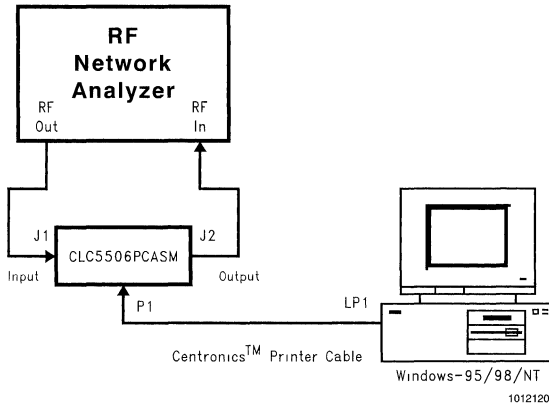 RF
Network
Analyzer
RF
Out
RF
In
J1
J2
CLC5506PCASM
Input
Output
P1
LP1
Centronics™ Printer Cable
Windows-95/98/NT
1012120